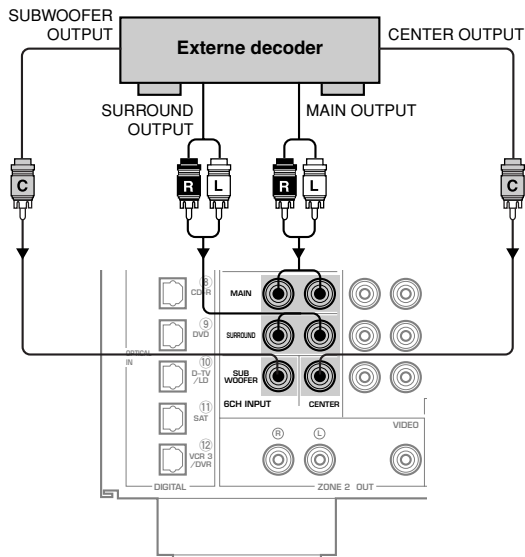 SUBWOOFER
OUTPUT
Externe decoder
CENTER OUTPUT
SURROUND
OUTPUT
MAIN OUTPUT
C
R
L
R
L
C
⑧
CD-R
MAIN
⑨
DVD
SURROUND
OPTICAL
IN
⑩
D-TV
/LD
SUB
WOOFER
6CH INPUT
CENTER
⑪
SAT
⑫
VCR 3
/DVR
Ⓡ
Ⓛ
VIDEO
DIGITAL
ZONE 2 OUT